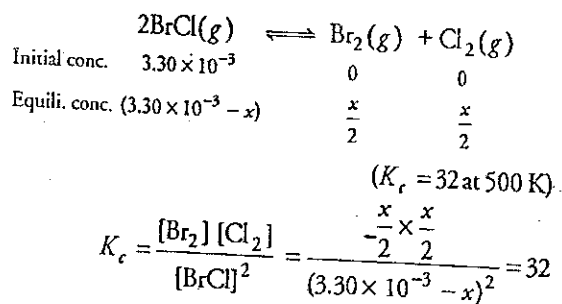 2BrCl(g) ⇌ Br₂(g) + Cl₂(g)
Initial conc. 3.30 × 10⁻³ 0 0
Equili. conc. (3.30 × 10⁻³ − x) x/2 x/2
(K_c = 32 at 500 K)
K_c = [Br₂] [Cl₂] / [BrCl]² = -x/2 × x/2 / (3.30 × 10⁻³ − x)² = 32